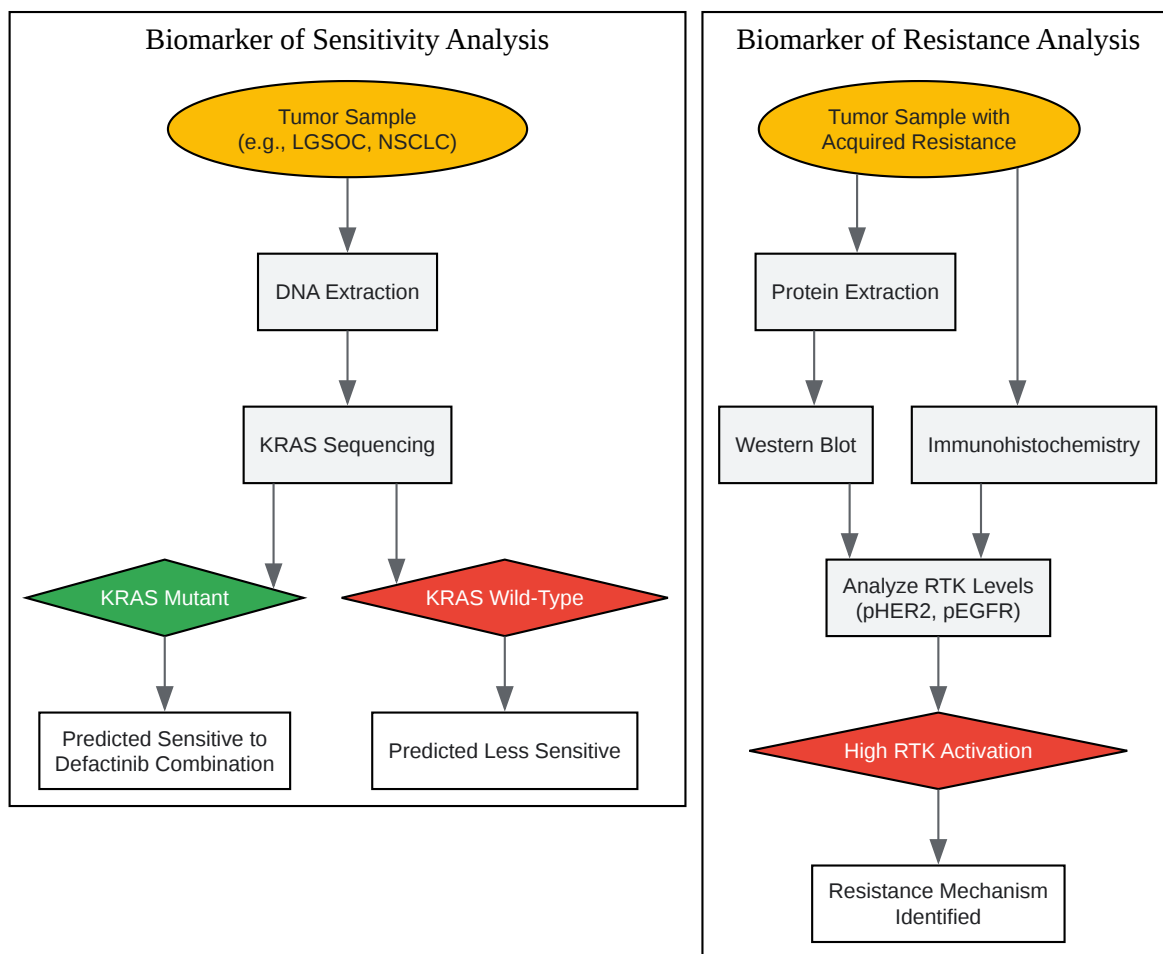 Biomarker of Sensitivity Analysis
Tumor Sample
(e.g., LGSOC, NSCLC)
DNA Extraction
KRAS Sequencing
KRAS Mutant
KRAS Wild-Type
Predicted Sensitive to
Defactinib Combination
Predicted Less Sensitive
Biomarker of Resistance Analysis
Tumor Sample with
Acquired Resistance
Protein Extraction
Western Blot
Immunohistochemistry
Analyze RTK Levels
(pHER2, pEGFR)
High RTK Activation
Resistance Mechanism
Identified